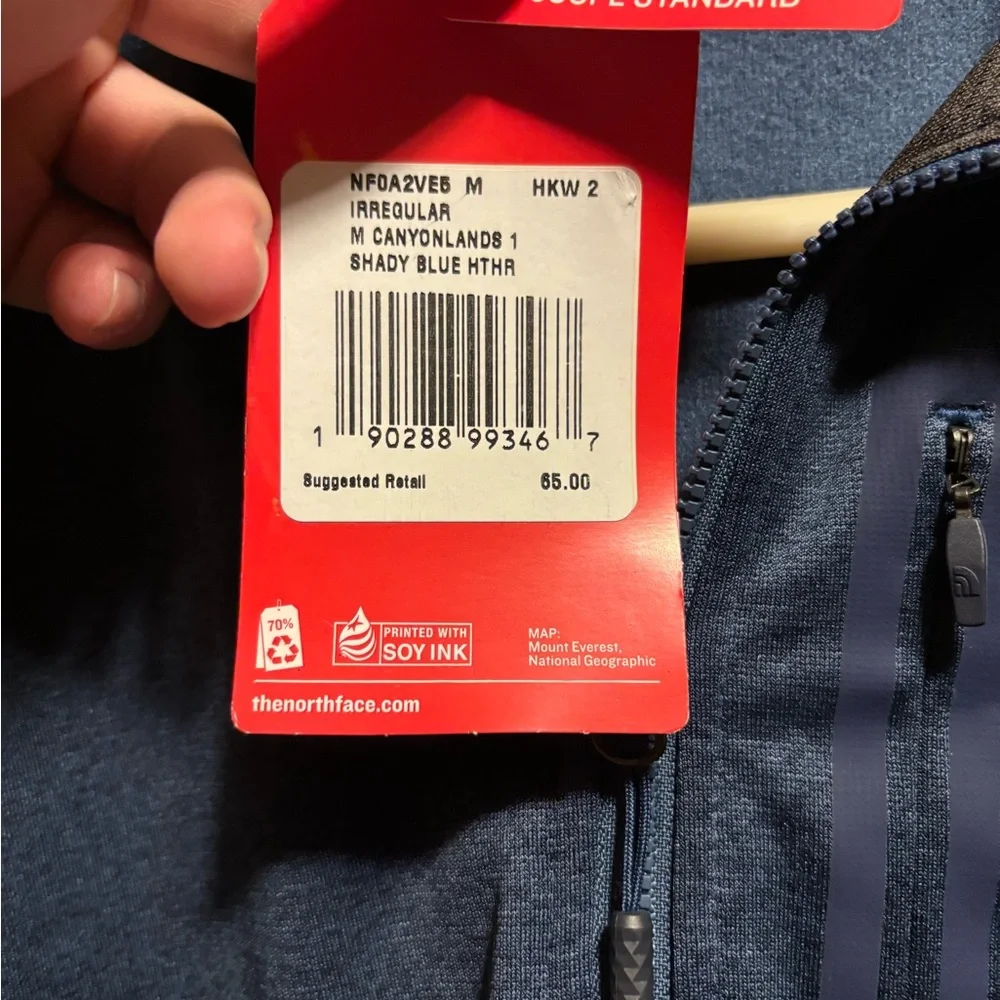 STANDARD
NF0A2VE5 M HKW 2
IRREGULAR
M CANYONLANDS 1
SHADY BLUE HTHR
1 90288 99346 7
Suggested Retail 65.00
70%
PRINTED WITH
SOY INK
MAP:
Mount Everest,
National Geographic
thenorthface.com